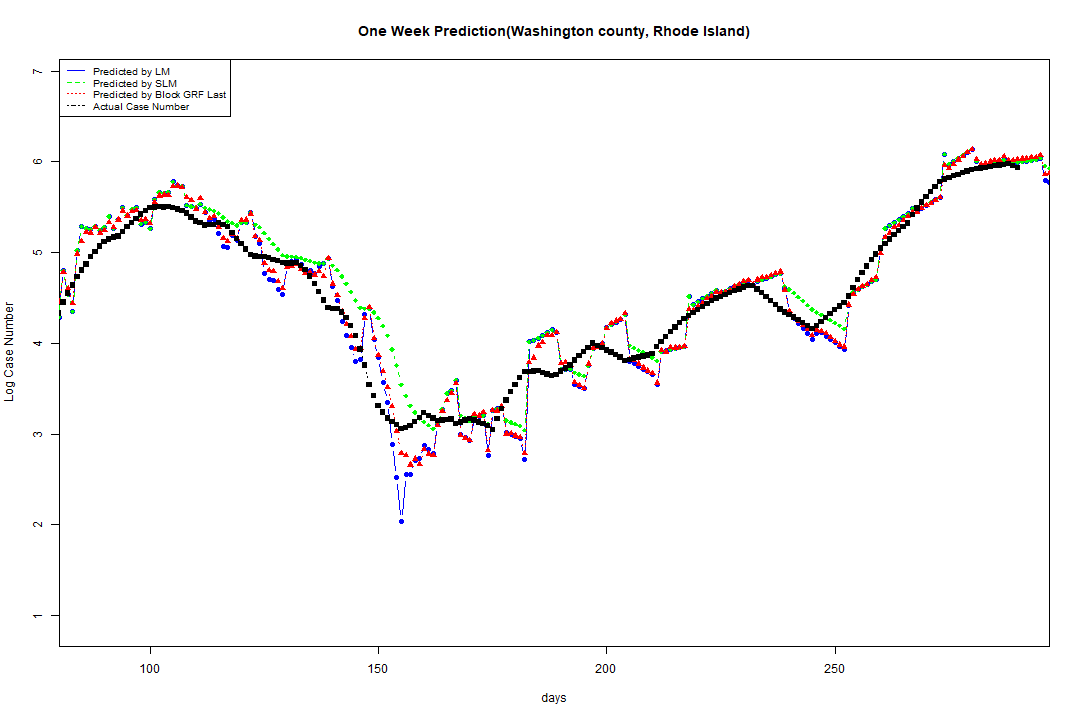 One Week Prediction(Washington county, Rhode Island)
Predicted by LM
Predicted by SLM
Predicted by Block GRF Last
Actual Case Number
7
6
5
4
3
2
1
Log Case Number
100 150 200 250
days